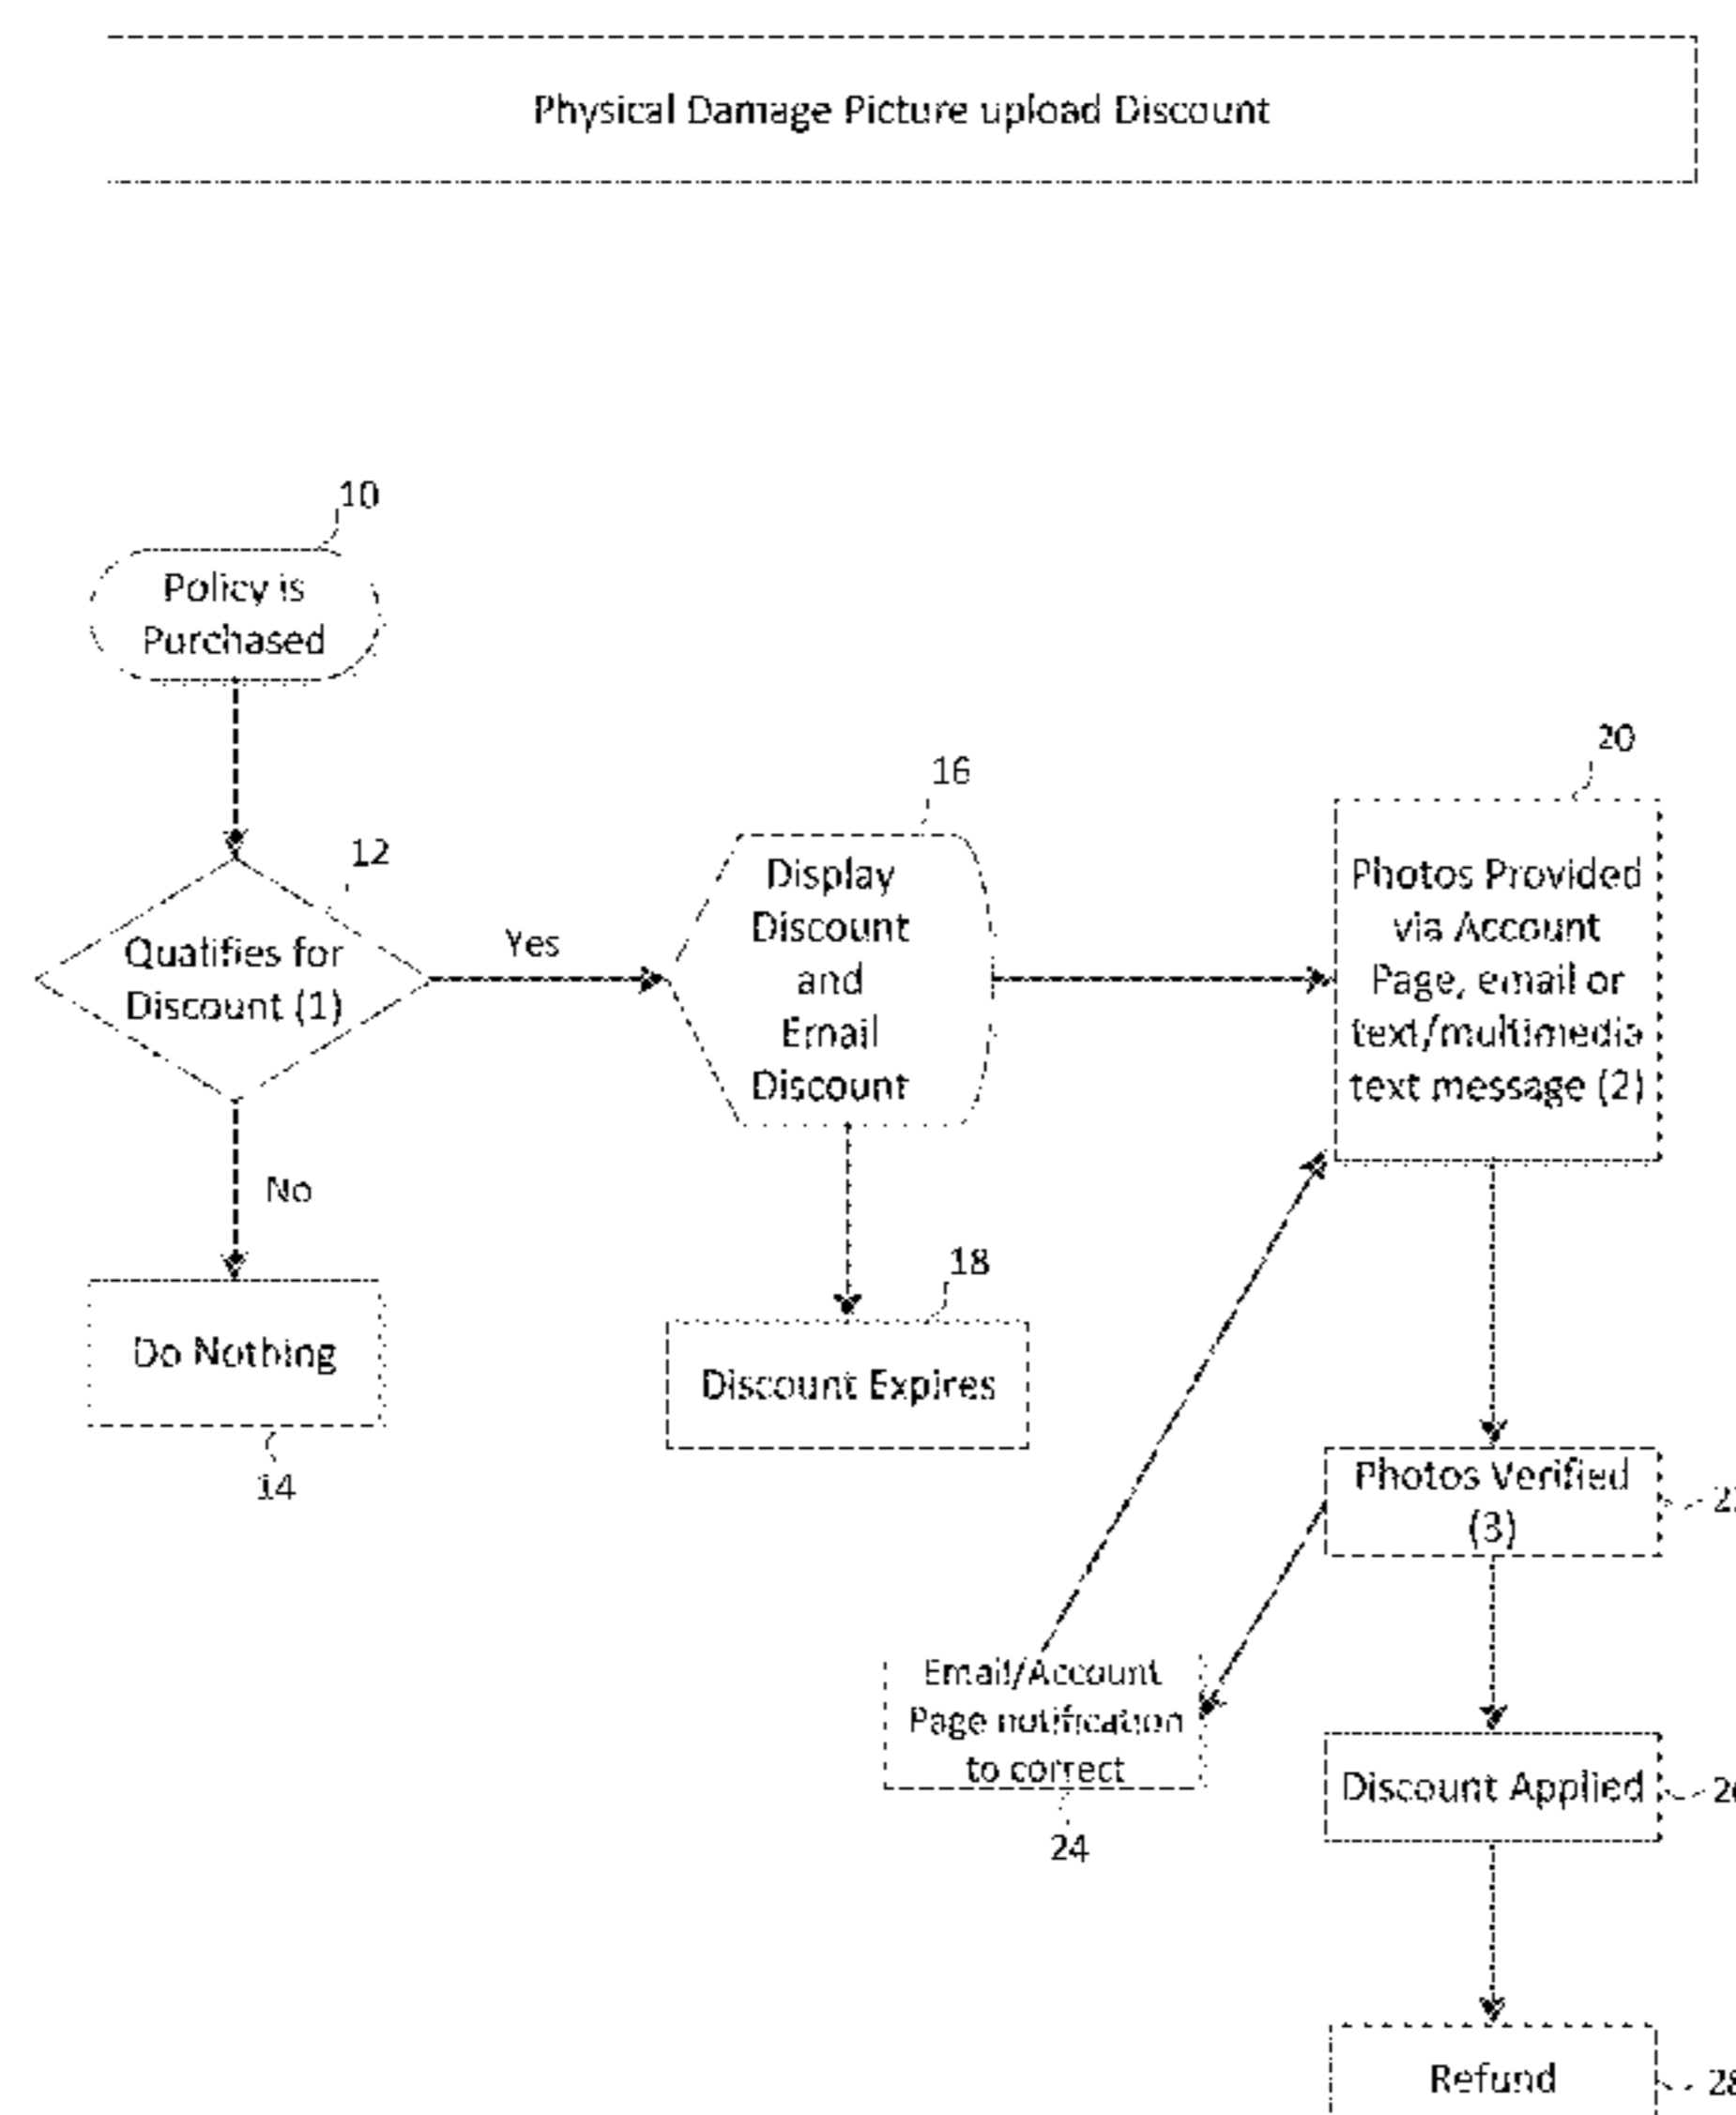 Physical Damage Picture upload Discount
10
Policy is
Purchased
12
Qualifies for
Discount (1)
Yes
No
Do Nothing
14
16
Display
Discount
and
Email
Discount
18
Discount Expires
20
Photos Provided
via Account
Page, email or
text/multimedia
text message (2)
Photos Verified
(3)
Email/Account
Page notification
to correct
24
Discount Applied
Refund
28